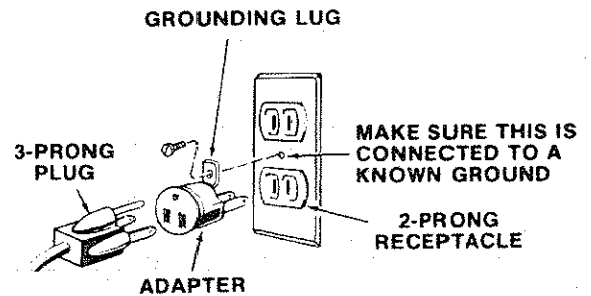 GROUNDING LUG
3-PRONG
PLUG
MAKE SURE THIS IS
CONNECTED TO A
KNOWN GROUND
2-PRONG
RECEPTACLE
ADAPTER